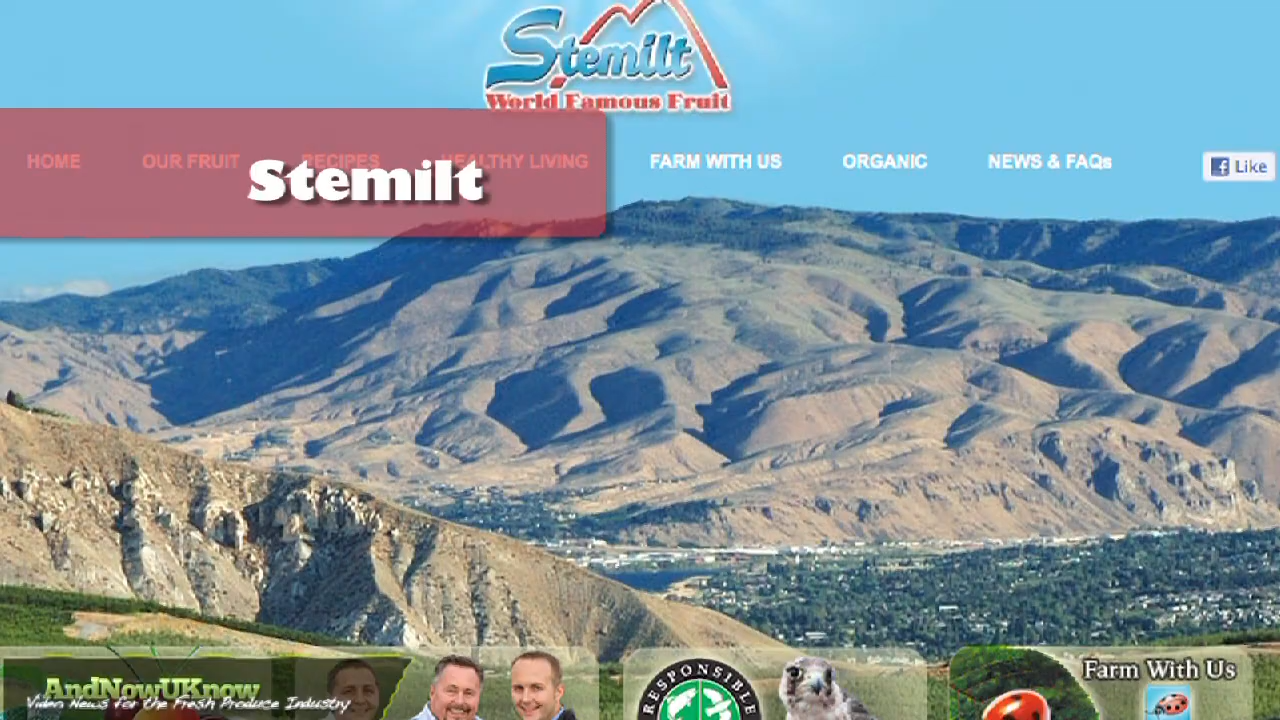 Stemilt
World Famous Fruit
HOME OUR FRUIT RECIPES HEALTHY LIVING FARM WITH US ORGANIC NEWS & FAQs
Like
Stemilt
AndNowUKnow
Video News for the Fresh Produce Industry
RESPONSIBLE
Farm With Us